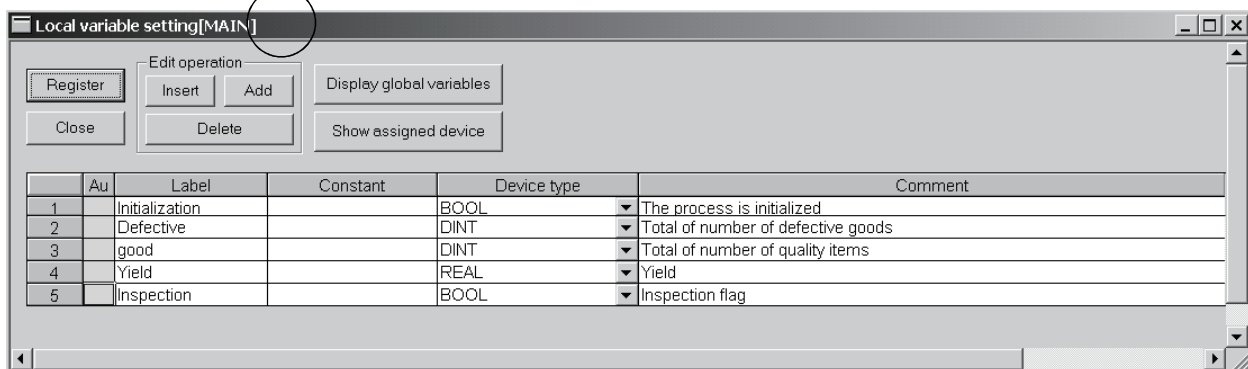 Local variable setting[MAIN]
Edit operation
Register
Insert
Add
Display global variables
Close
Delete
Show assigned device
Au Label Constant Device type Comment
1 Initialization BOOL The process is initialized
2 Defective DINT Total of number of defective goods
3 good DINT Total of number of quality items
4 Yield REAL Yield
5 Inspection BOOL Inspection flag